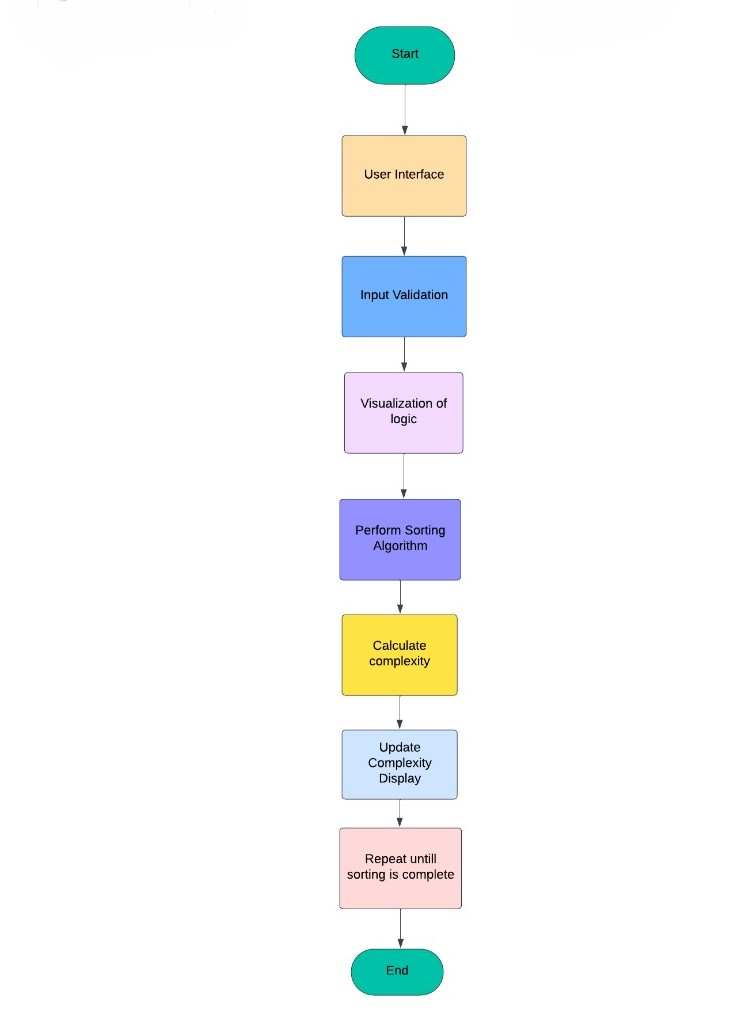 Start
User Interface
Input Validation
Visualization of
logic
Perform Sorting
Algorithm
Calculate
complexity
Update
Complexity
Display
Repeat untill
sorting is complete
End